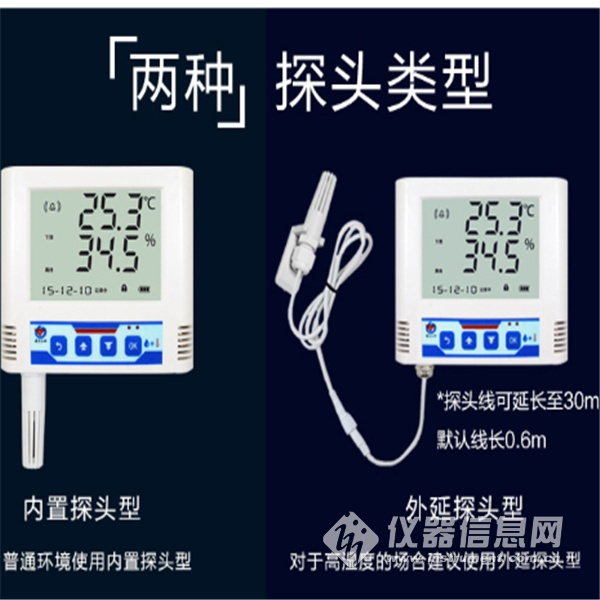 「两种」探头类型
25.3℃
34.5%
15-12-10
OK
25.3℃
34.5%
15-12-10
OK
*探头线可延长至30m
默认线长0.6m
内置探头型
外延探头型
普通环境使用内置探头型
对于高湿度的场合建议使用外延探头型
仪器信息网